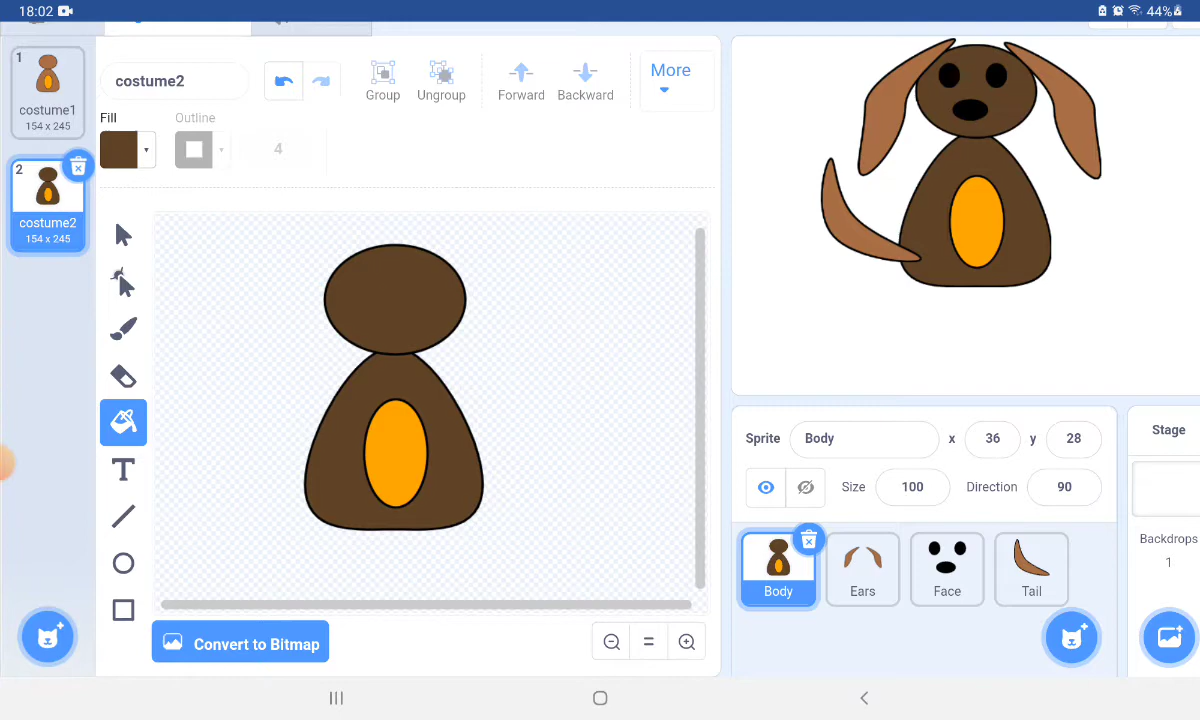 18:02
44%
1
costume1
154 x 245
2
costume2
154 x 245
costume2
Group
Ungroup
Forward
Backward
More
Fill
Outline
4
Convert to Bitmap
Sprite
Body
x
36
y
28
Size
100
Direction
90
Body
Ears
Face
Tail
Stage
Backdrops
1